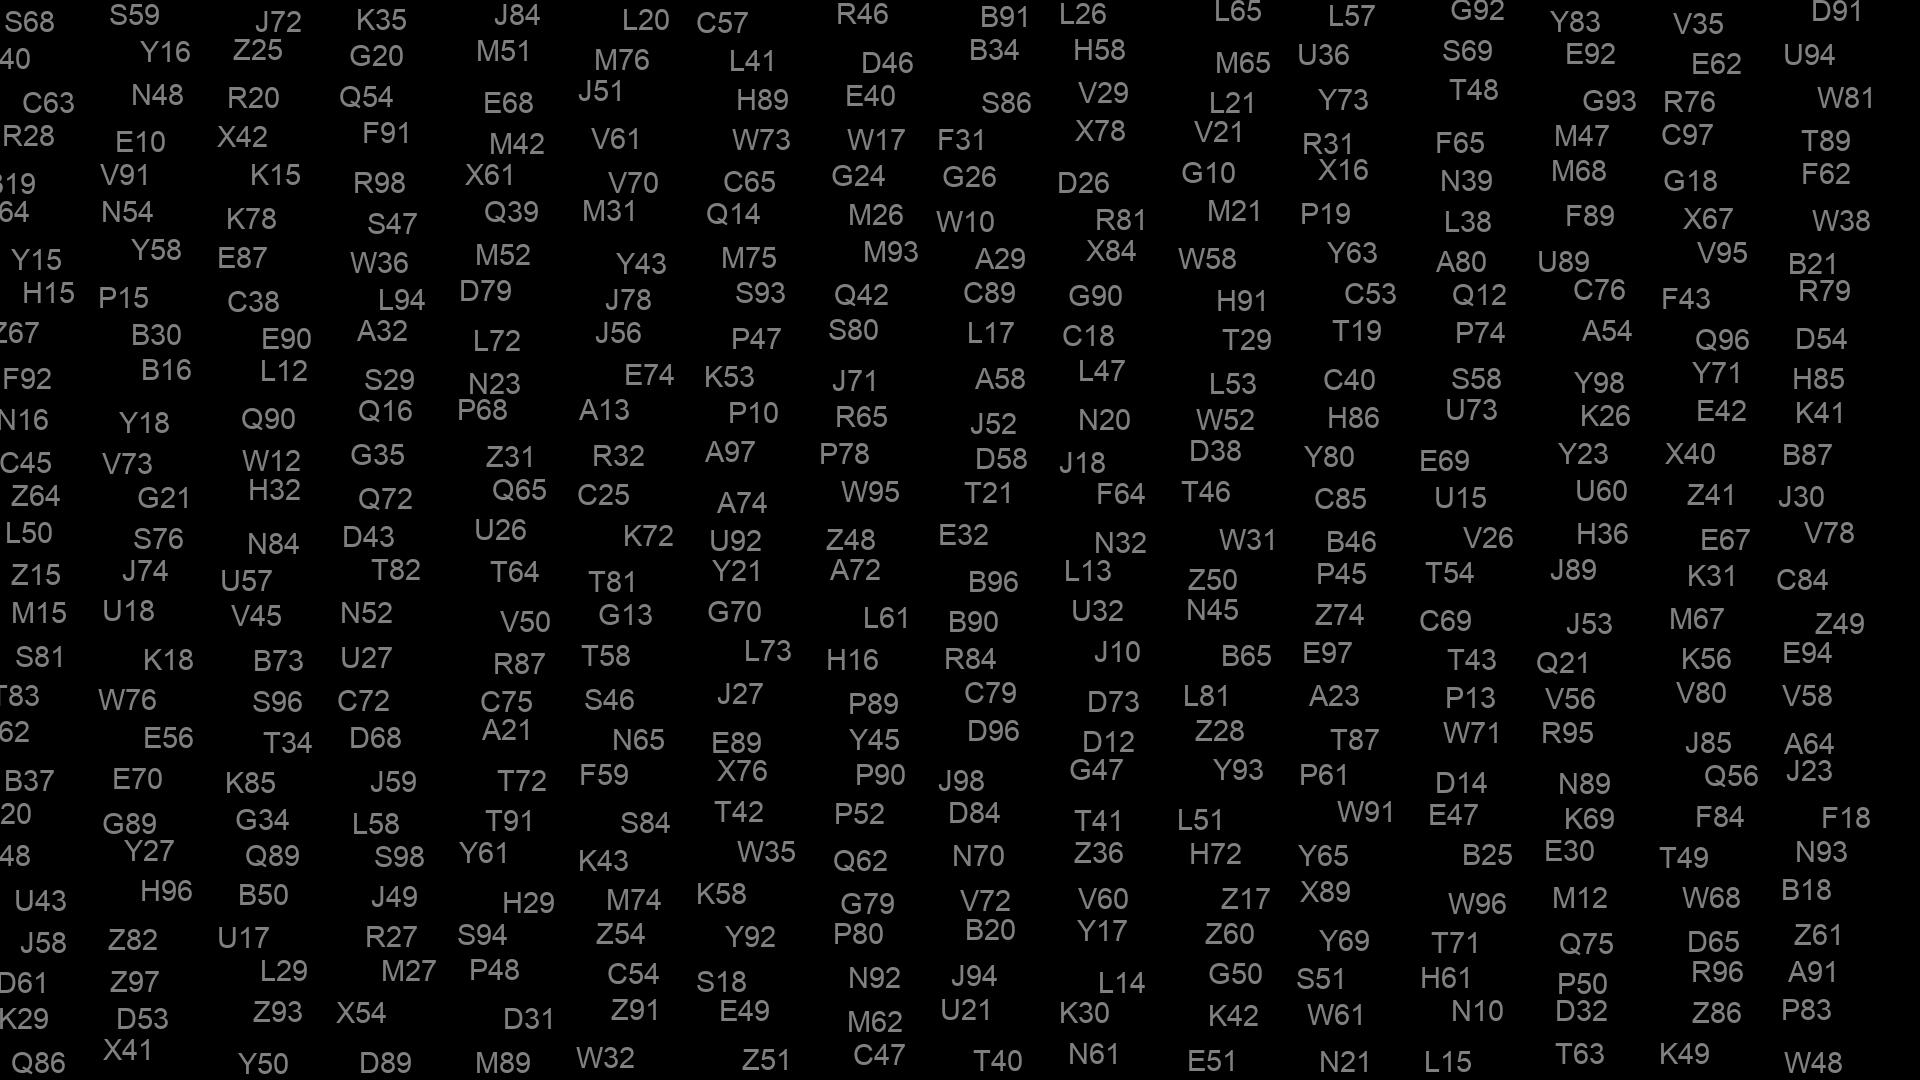 S68 S59 J72 K35 J84 L20 C57 R46 B91 L26 L65 L57 G92 Y83 V35 D91
40 Y16 Z25 G20 M51 M76 L41 D46 B34 H58 M65 U36 S69 E92 E62 U94
C63 N48 R20 Q54 E68 J51 H89 E40 S86 V29 L21 Y73 T48 G93 R76 W81
R28 E10 X42 F91 M42 V61 W73 W17 F31 X78 V21 R31 F65 M47 C97 T89
319 V91 K15 R98 X61 V70 C65 G24 G26 D26 G10 X16 N39 M68 G18 F62
64 N54 K78 S47 Q39 M31 Q14 M26 W10 R81 M21 P19 L38 F89 X67 W38
Y15 Y58 E87 W36 M52 Y43 M75 M93 A29 X84 W58 Y63 A80 U89 V95 B21
H15 P15 C38 L94 D79 J78 S93 Q42 C89 G90 H91 C53 Q12 C76 F43 R79
Z67 B30 E90 A32 L72 J56 P47 S80 L17 C18 T29 T19 P74 A54 Q96 D54
F92 B16 L12 S29 N23 E74 K53 J71 A58 L47 L53 C40 S58 Y98 Y71 H85
N16 Y18 Q90 Q16 P68 A13 P10 R65 J52 N20 W52 H86 U73 K26 E42 K41
C45 V73 W12 G35 Z31 R32 A97 P78 D58 J18 D38 Y80 E69 Y23 X40 B87
Z64 G21 H32 Q72 Q65 C25 A74 W95 T21 F64 T46 C85 U15 U60 Z41 J30
L50 S76 N84 D43 U26 K72 U92 Z48 E32 N32 W31 B46 V26 H36 E67 V78
Z15 J74 U57 T82 T64 T81 Y21 A72 B96 L13 Z50 P45 T54 J89 K31 C84
M15 U18 V45 N52 V50 G13 G70 L61 B90 U32 N45 Z74 C69 J53 M67 Z49
S81 K18 B73 U27 R87 T58 L73 H16 R84 J10 B65 E97 T43 Q21 K56 E94
T83 W76 S96 C72 C75 S46 J27 P89 C79 D73 L81 A23 P13 V56 V80 V58
62 E56 T34 D68 A21 N65 E89 Y45 D96 D12 Z28 T87 W71 R95 J85 A64
B37 E70 K85 J59 T72 F59 X76 P90 J98 G47 Y93 P61 D14 N89 Q56 J23
20 G89 G34 L58 T91 S84 T42 P52 D84 T41 L51 W91 E47 K69 F84 F18
48 Y27 Q89 S98 Y61 K43 W35 Q62 N70 Z36 H72 Y65 B25 E30 T49 N93
U43 H96 B50 J49 H29 M74 K58 G79 V72 V60 Z17 X89 W96 M12 W68 B18
J58 Z82 U17 R27 S94 Z54 Y92 P80 B20 Y17 Z60 Y69 T71 Q75 D65 Z61
D61 Z97 L29 M27 P48 C54 S18 N92 J94 L14 G50 S51 H61 P50 R96 A91
K29 D53 Z93 X54 D31 Z91 E49 M62 U21 K30 K42 W61 N10 D32 Z86 P83
Q86 X41 Y50 D89 M89 W32 Z51 C47 T40 N61 E51 N21 L15 T63 K49 W48